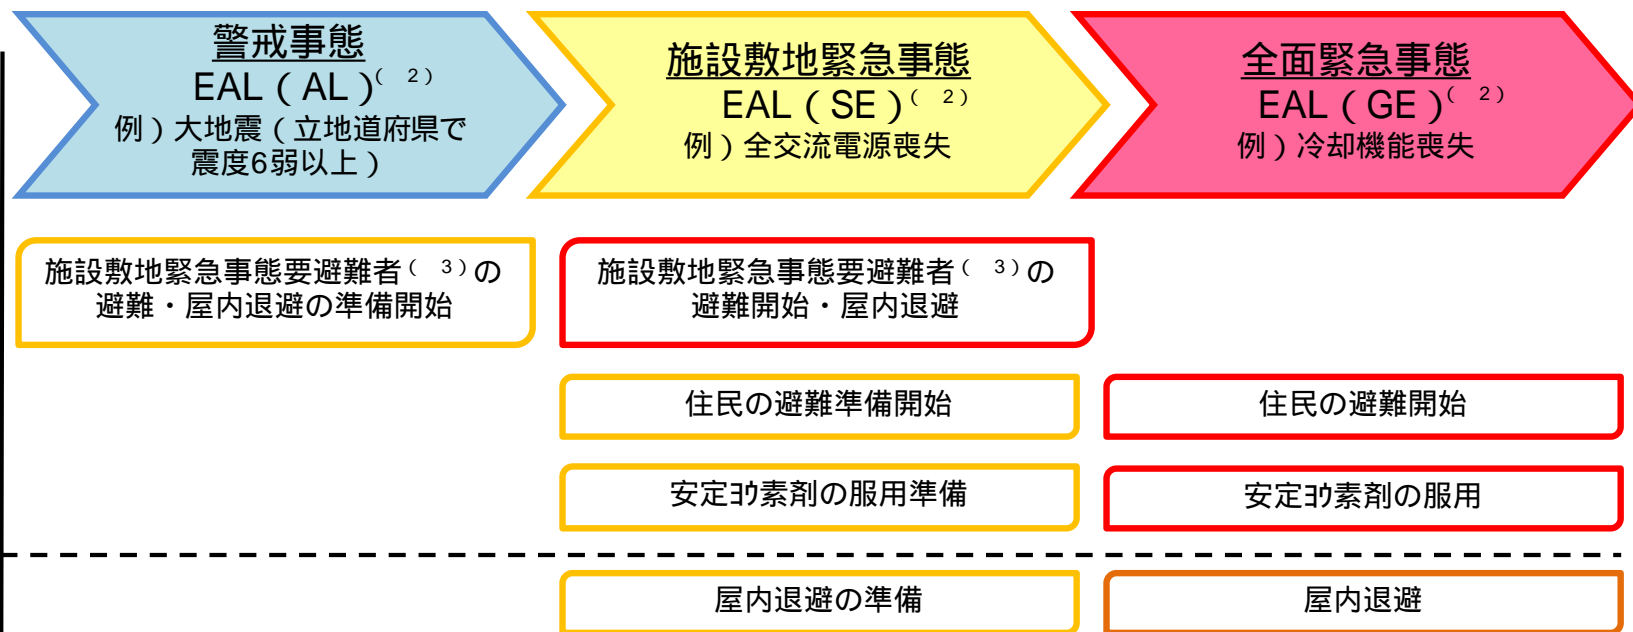 警戒事態
EAL(AL)( 2)
例)大地震(立地道府県で
震度6弱以上)
施設敷地緊急事態
EAL(SE)( 2)
例)全交流電源喪失
全面緊急事態
EAL(GE)( 2)
例)冷却機能喪失
施設敷地緊急事態要避難者( 3)の
避難・屋内退避の準備開始
施設敷地緊急事態要避難者( 3)の
避難開始・屋内退避
住民の避難準備開始
住民の避難開始
安定ヨウ素剤の服用準備
安定ヨウ素剤の服用
屋内退避の準備
屋内退避